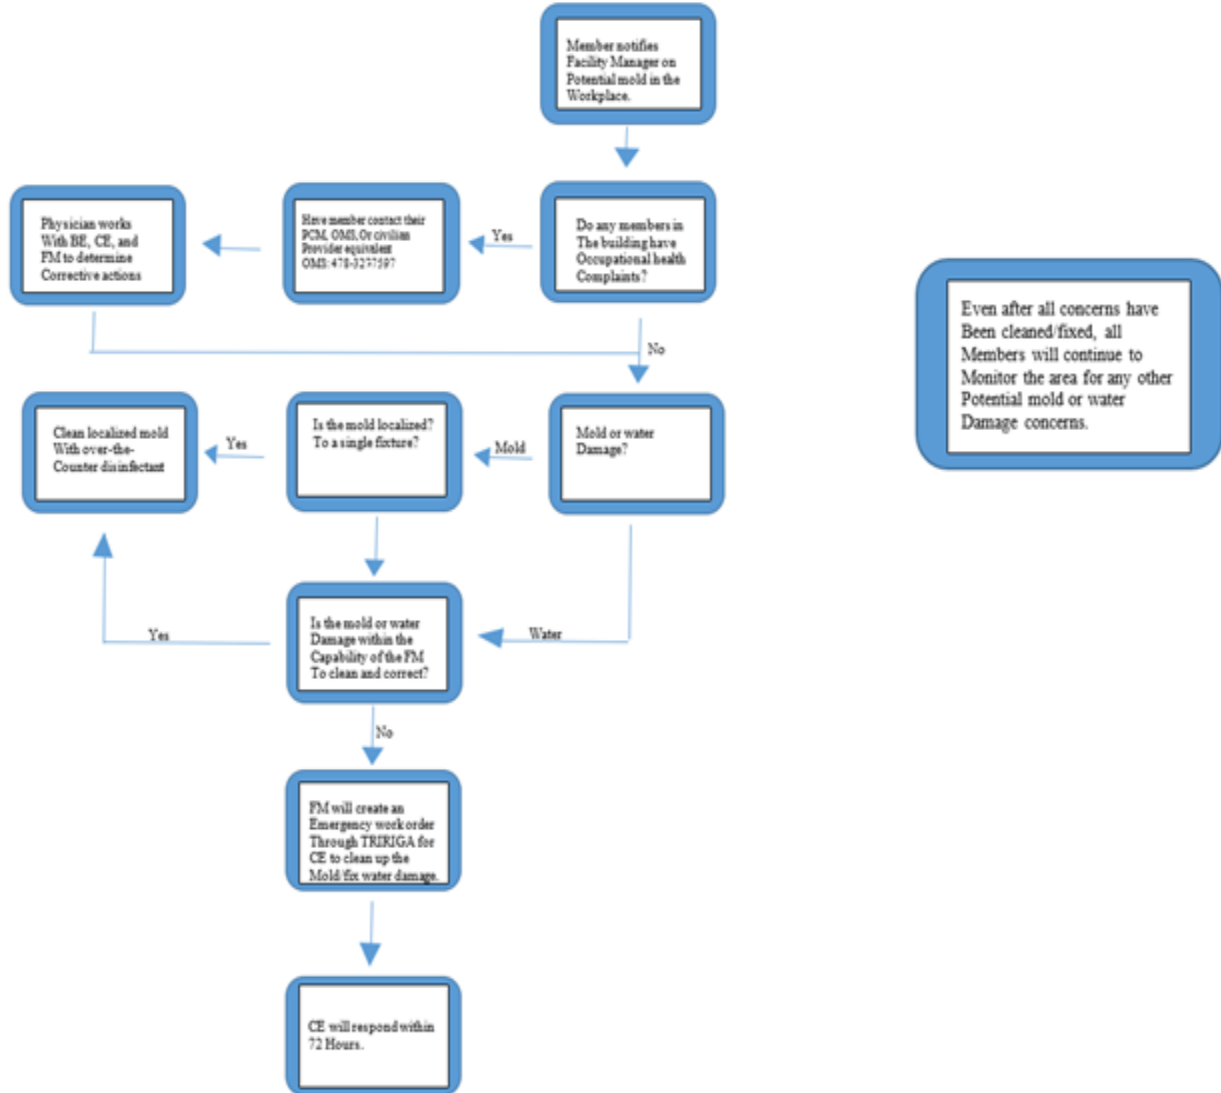 Member notifies
Facility Manager on
Potential mold in the
Workplace.
Physician works
With BE, CE, and
FM to determine
Corrective actions
Have member contact their
PCM, OMS, Or civilian
Provider equivalent
OMS: 478-3277597
Yes
Do any members in
The building have
Occupational health
Complaints?
No
Even after all concerns have
Been cleaned/fixed, all
Members will continue to
Monitor the area for any other
Potential mold or water
Damage concerns.
Clean localized mold
With over-the-
Counter disinfectant
Yes
Is the mold localized?
To a single fixture?
Mold
Mold or water
Damage?
Yes
Is the mold or water
Damage within the
Capability of the FM
To clean and correct?
Water
No
FM will create an
Emergency work order
Through TRIRIGA for
CE to clean up the
Mold/fix water damage.
CE will respond within
72 Hours.